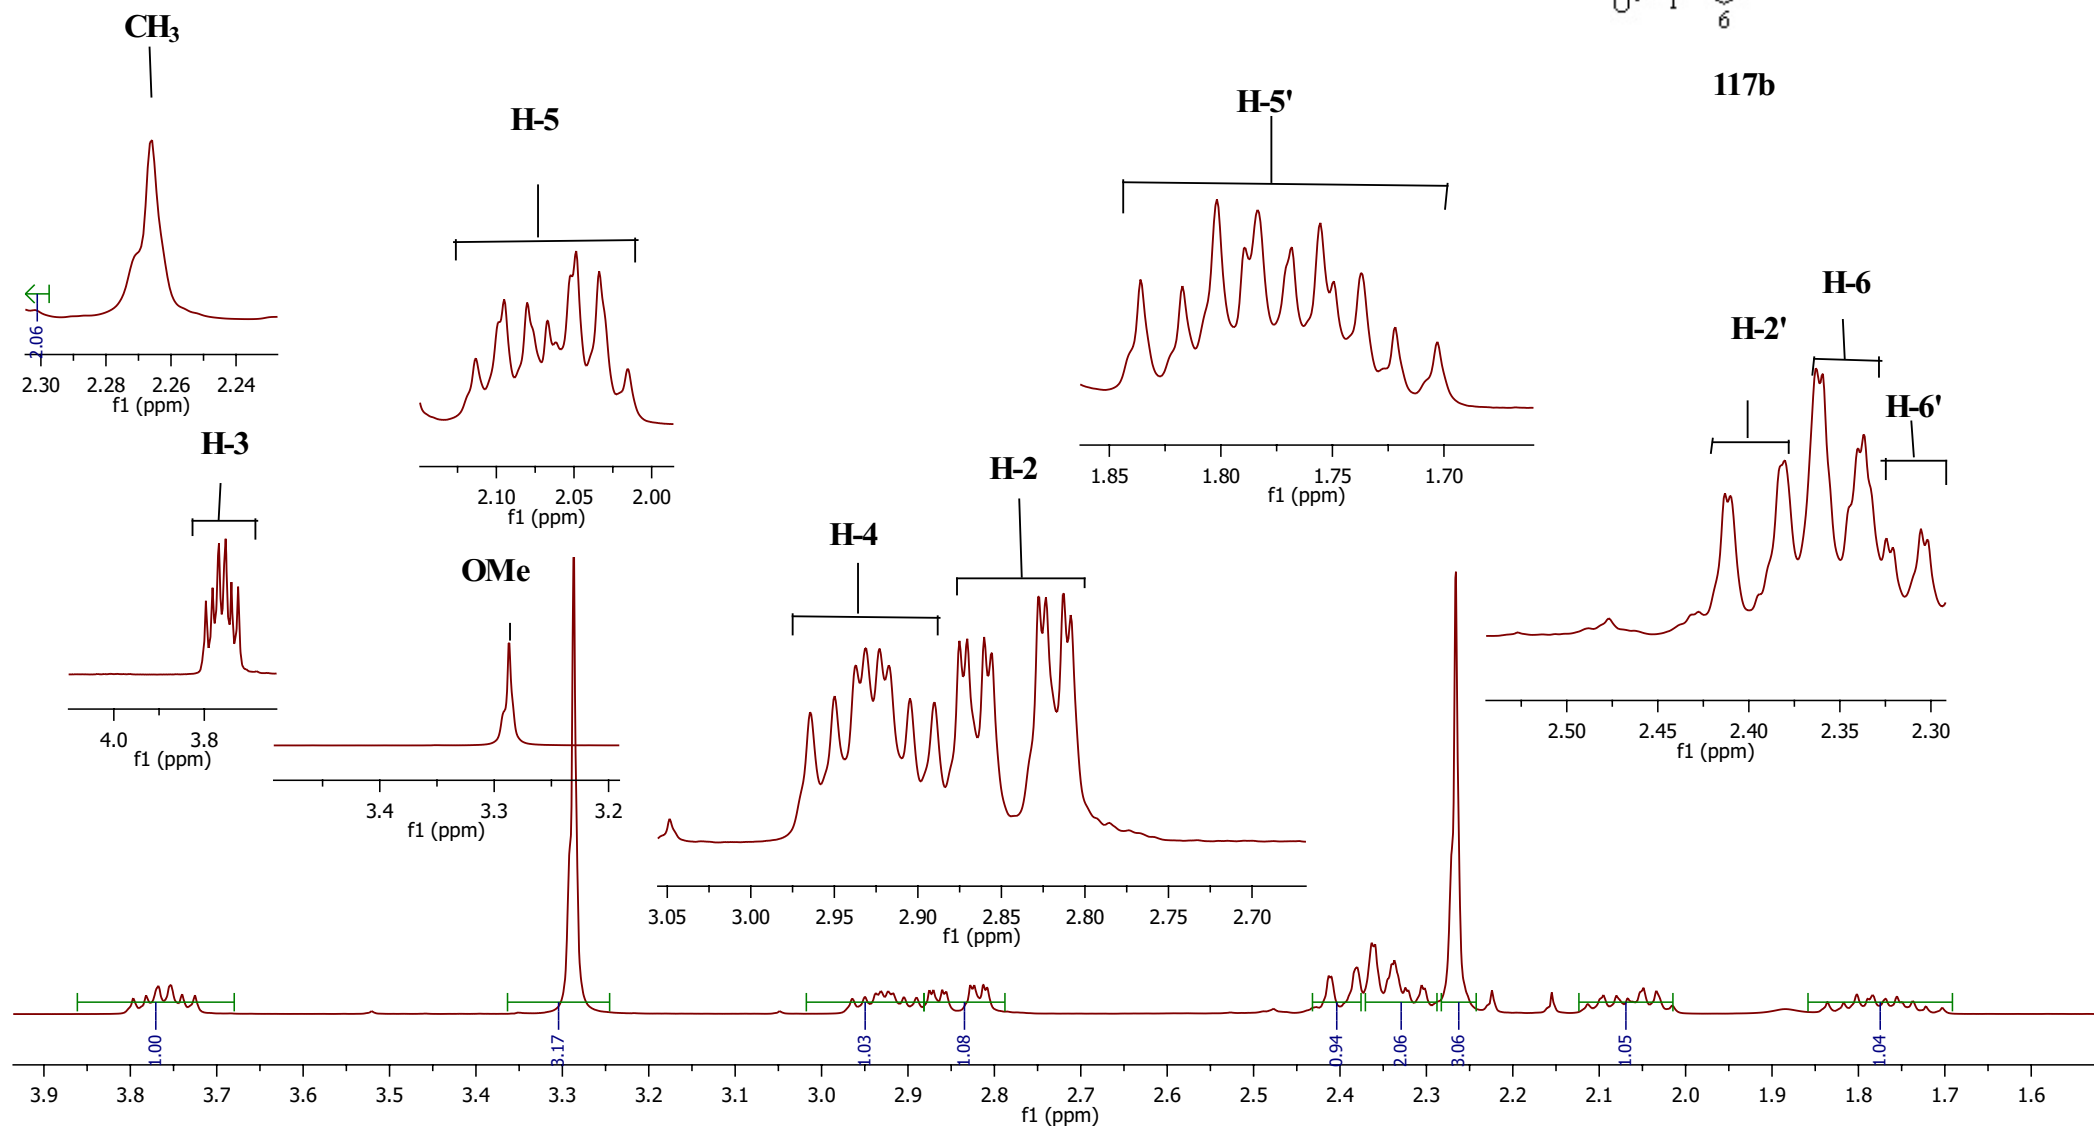 1
6
CH3
117b
H-5
H-5'
H-6
H-2'
H-6'
2.06
2.30 2.28 2.26 2.24
f1 (ppm)
2.10 2.05 2.00
f1 (ppm)
1.85 1.80 1.75 1.70
f1 (ppm)
H-3
H-2
H-4
OMe
4.0 3.8
f1 (ppm)
3.4 3.3 3.2
f1 (ppm)
2.50 2.45 2.40 2.35 2.30
f1 (ppm)
3.05 3.00 2.95 2.90 2.85 2.80 2.75 2.70
f1 (ppm)
1.00 3.17 1.03 1.08 0.94 2.06 3.06 1.05 1.04
3.9 3.8 3.7 3.6 3.5 3.4 3.3 3.2 3.1 3.0 2.9 2.8 2.7 2.6 2.5 2.4 2.3 2.2 2.1 2.0 1.9 1.8 1.7 1.6
f1 (ppm)